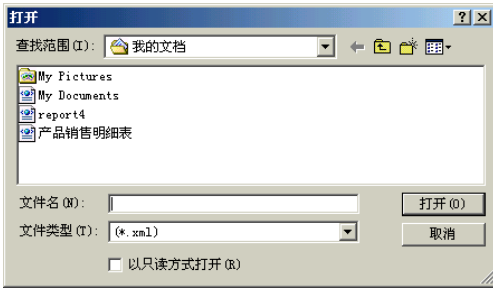 打开
查找范围(I): 我的文档
My Pictures
My Documents
report4
产品销售明细表
文件名(N): 打开(O)
文件类型(T): (*.xml) 取消
以只读方式打开(R)